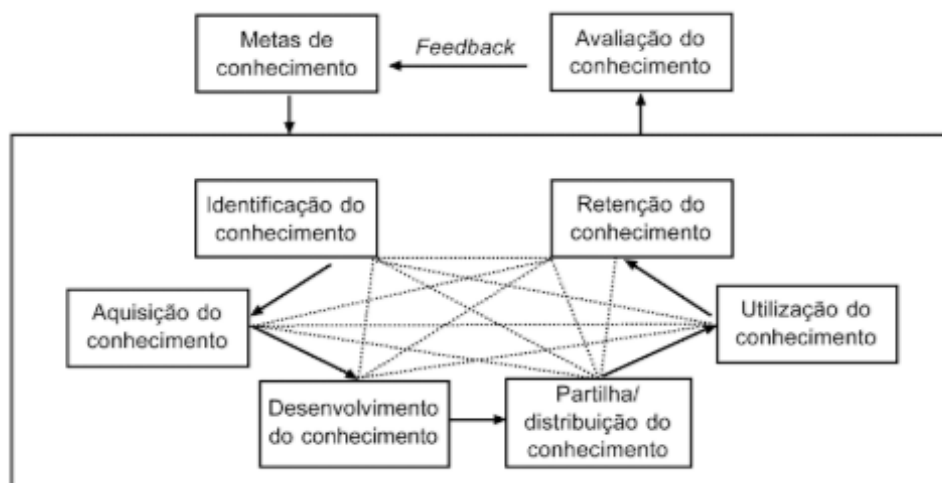 Metas de
conhecimento
Feedback
Avaliação do
conhecimento
Identificação do
conhecimento
Retenção do
conhecimento
Aquisição do
conhecimento
Utilização do
conhecimento
Desenvolvimento
do conhecimento
Partilha/
distribuição do
conhecimento